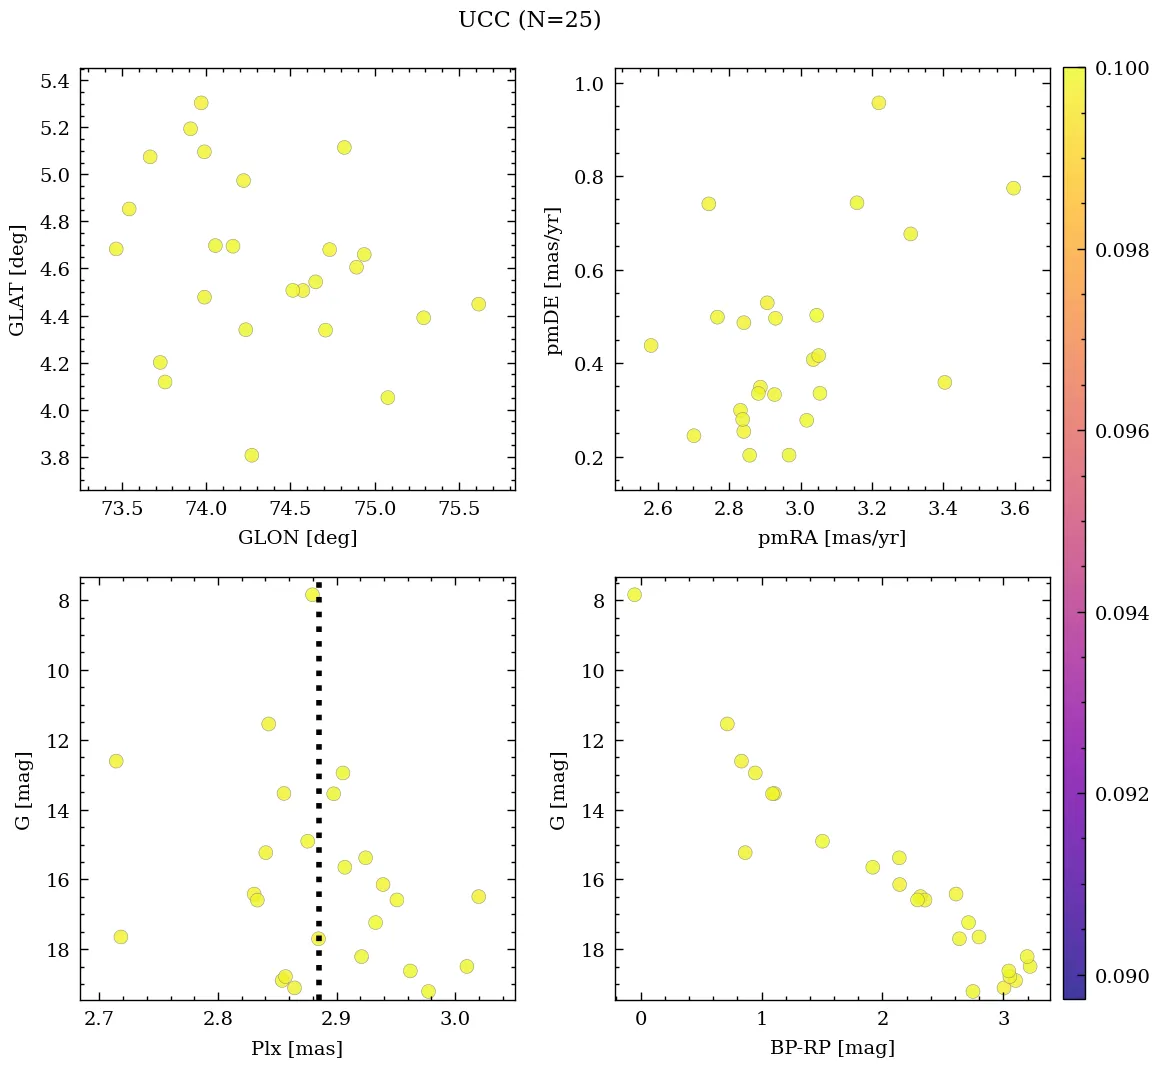 UCC (N=25)
5.4
5.2
5.0
4.8
4.6
4.4
4.2
4.0
3.8
GLAT [deg]
73.5 74.0 74.5 75.0 75.5
GLON [deg]
1.0
0.8
0.6
0.4
0.2
pmDE [mas/yr]
2.6 2.8 3.0 3.2 3.4 3.6
pmRA [mas/yr]
8
10
12
14
16
18
G [mag]
2.7 2.8 2.9 3.0
Plx [mas]
8
10
12
14
16
18
G [mag]
0 1 2 3
BP-RP [mag]
0.100
0.098
0.096
0.094
0.092
0.090